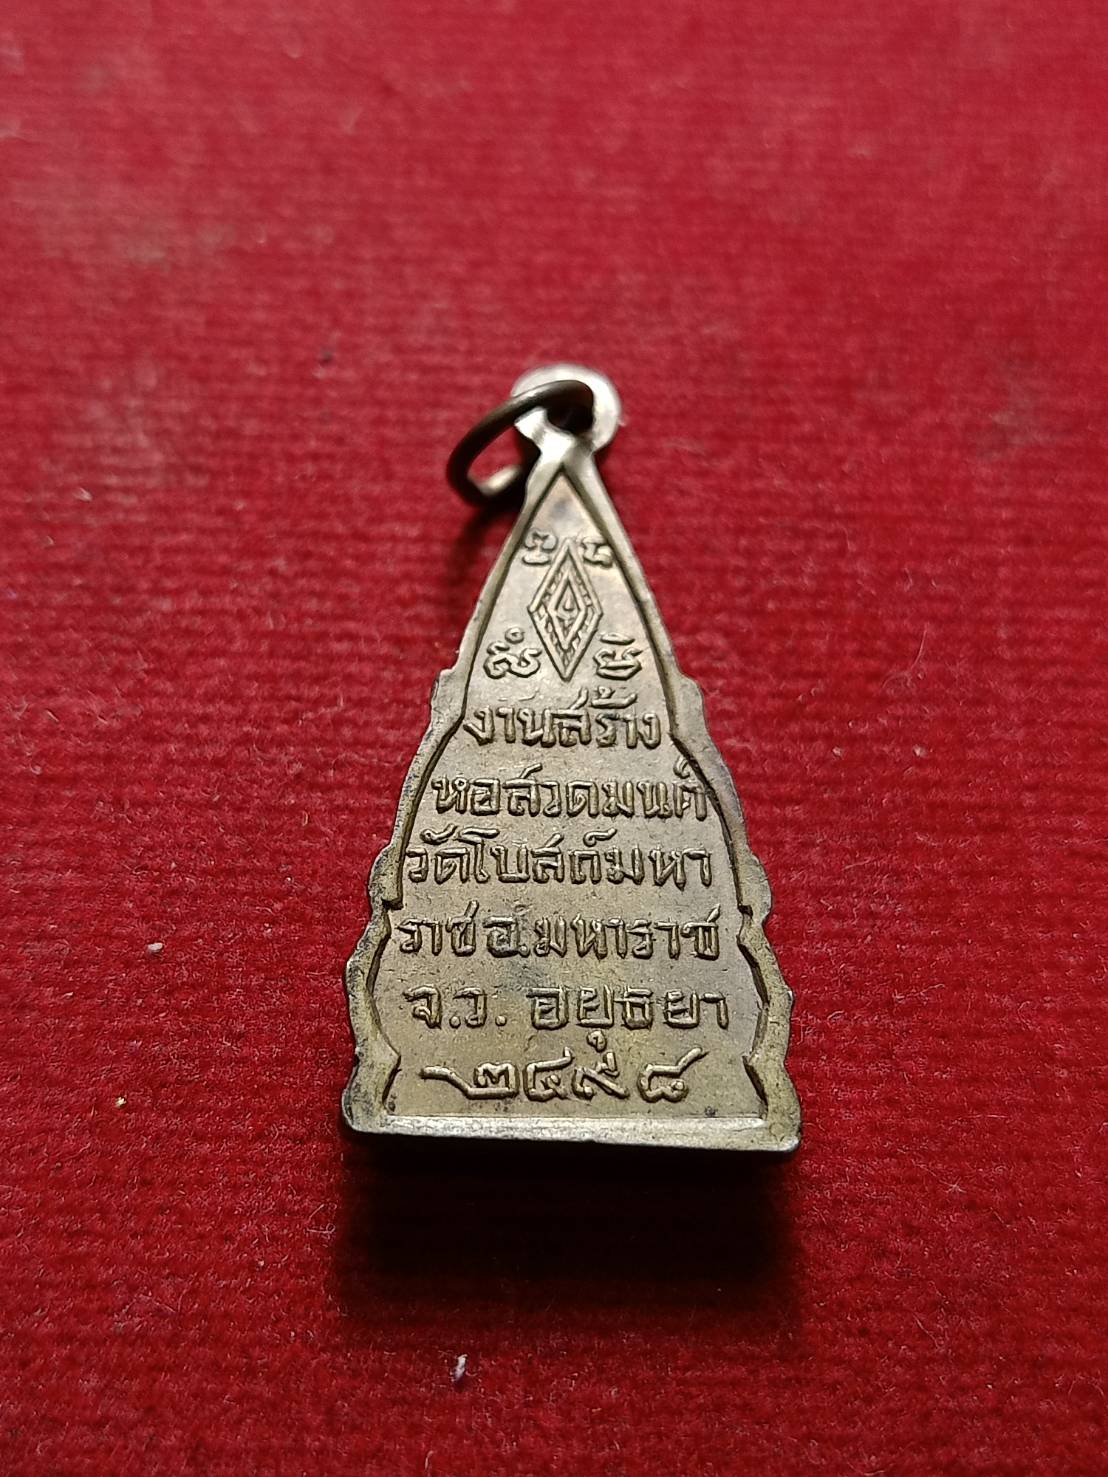 งานสร้าง
หอสวดมนต์
วัดโบสถ์มหา
ราช อ.มหาราช
จ.ว. อยุธยา
๒๔๙๘